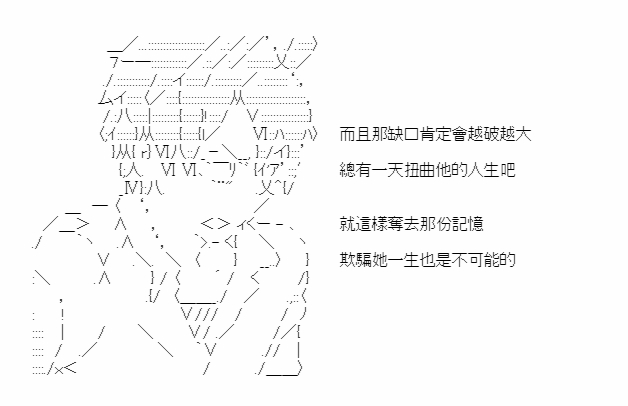 而且那缺口肯定會越破越大
總有一天扭曲他的人生吧
就這樣奪去那份記憶
欺騙她一生也是不可能的